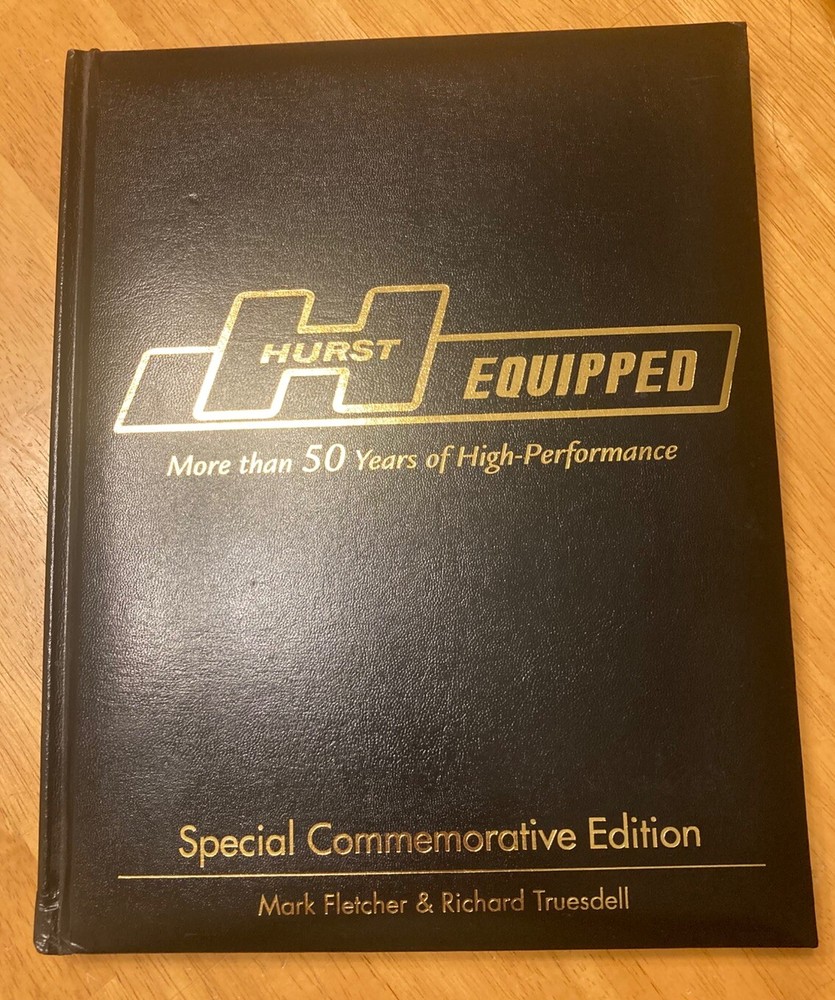 HURST
EQUIPPED
More than 50 Years of High-Performance
Special Commemorative Edition
Mark Fletcher & Richard Truesdell